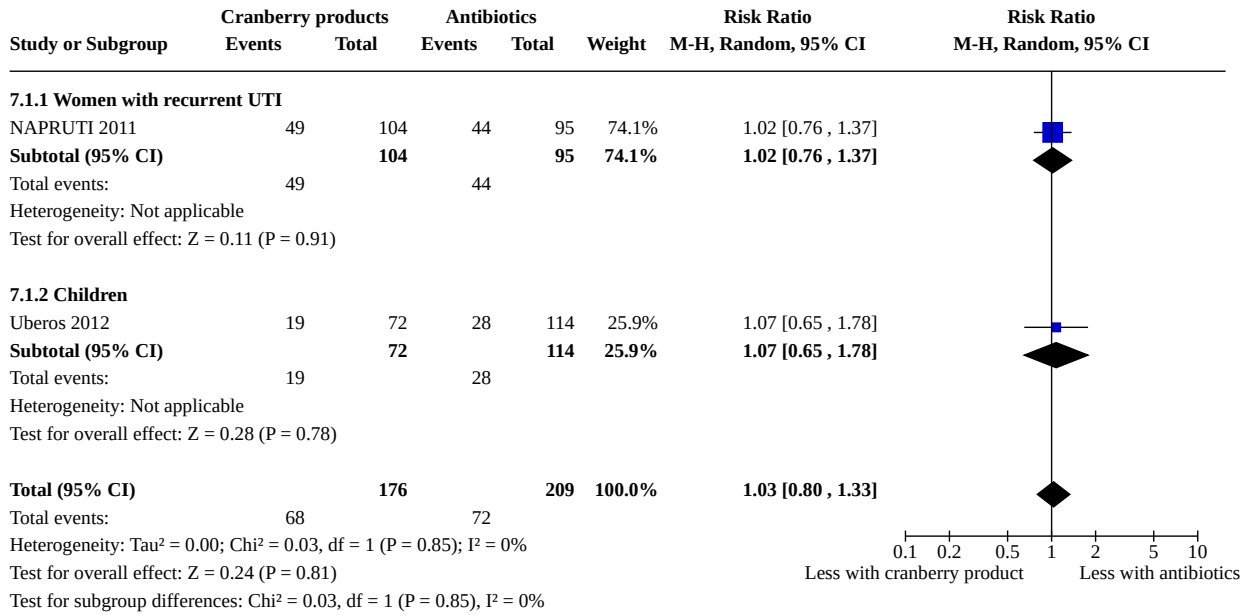 Cranberry products Antibiotics Risk Ratio Risk Ratio
Study or Subgroup Events Total Events Total Weight M-H, Random, 95% CI M-H, Random, 95% CI
7.1.1 Women with recurrent UTI
NAPRUTI 2011 49 104 44 95 74.1% 1.02 [0.76 , 1.37]
Subtotal (95% CI) 104 95 74.1% 1.02 [0.76 , 1.37]
Total events: 49 44
Heterogeneity: Not applicable
Test for overall effect: Z = 0.11 (P = 0.91)
7.1.2 Children
Uberos 2012 19 72 28 114 25.9% 1.07 [0.65 , 1.78]
Subtotal (95% CI) 72 114 25.9% 1.07 [0.65 , 1.78]
Total events: 19 28
Heterogeneity: Not applicable
Test for overall effect: Z = 0.28 (P = 0.78)
Total (95% CI) 176 209 100.0% 1.03 [0.80 , 1.33]
Total events: 68 72
Heterogeneity: Tau² = 0.00; Chi² = 0.03, df = 1 (P = 0.85); I² = 0%
0.1 0.2 0.5 1 2 5 10
Test for overall effect: Z = 0.24 (P = 0.81)
Less with cranberry product Less with antibiotics
Test for subgroup differences: Chi² = 0.03, df = 1 (P = 0.85), I² = 0%